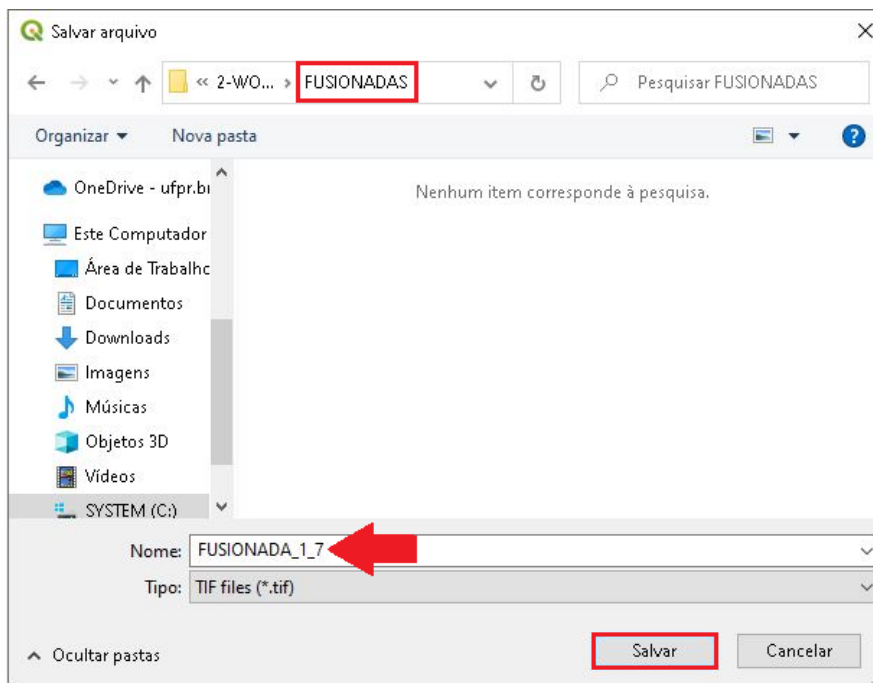 Salvar arquivo
« 2-WO... › FUSIONADAS
Pesquisar FUSIONADAS
Organizar
Nova pasta
OneDrive - ufpr.br
Nenhum item corresponde à pesquisa.
Este Computador
Área de Trabalho
Documentos
Downloads
Imagens
Músicas
Objetos 3D
Vídeos
SYSTEM (C:)
Nome: FUSIONADA_1_7
Tipo: TIF files (*.tif)
Ocultar pastas
Salvar
Cancelar